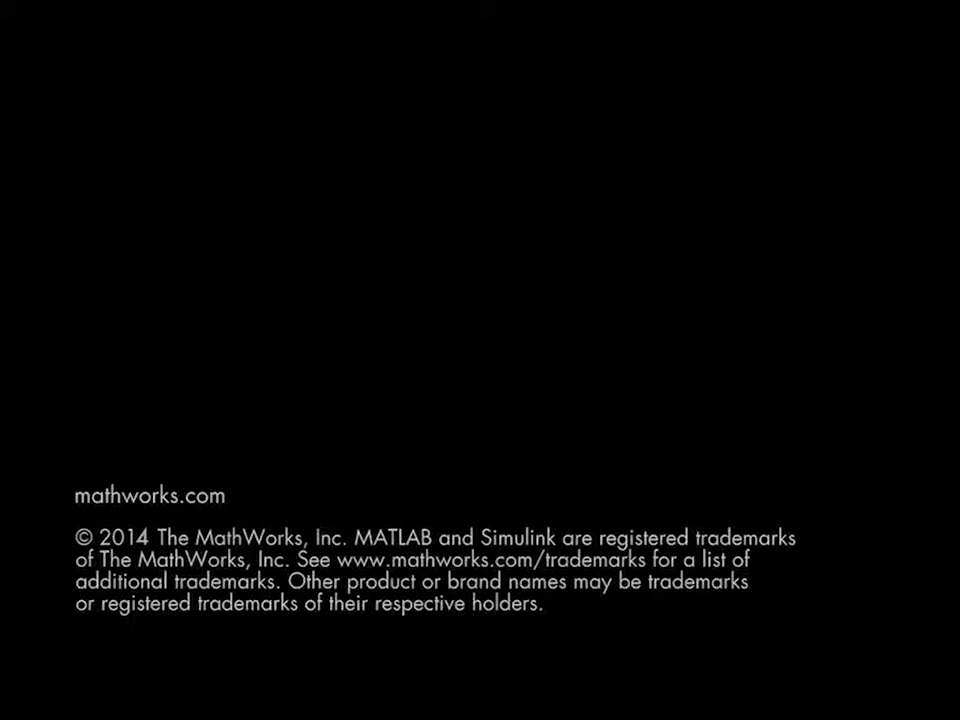 mathworks.com
© 2014 The MathWorks, Inc. MATLAB and Simulink are registered trademarks
of The MathWorks, Inc. See www.mathworks.com/trademarks for a list of
additional trademarks. Other product or brand names may be trademarks
or registered trademarks of their respective holders.